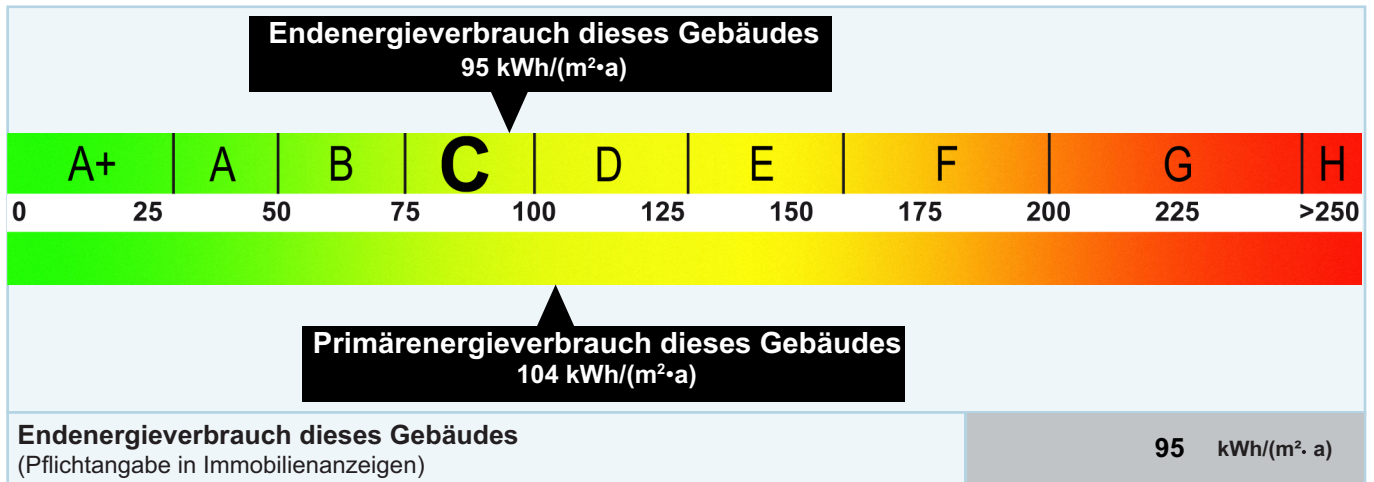 Endenergieverbrauch dieses Gebäudes
95 kWh/(m²•a)
A+ A B C D E F G H
0 25 50 75 100 125 150 175 200 225 >250
Primärenergieverbrauch dieses Gebäudes
104 kWh/(m²•a)
Endenergieverbrauch dieses Gebäudes
(Pflichtangabe in Immobilienanzeigen)
95 kWh/(m²· a)